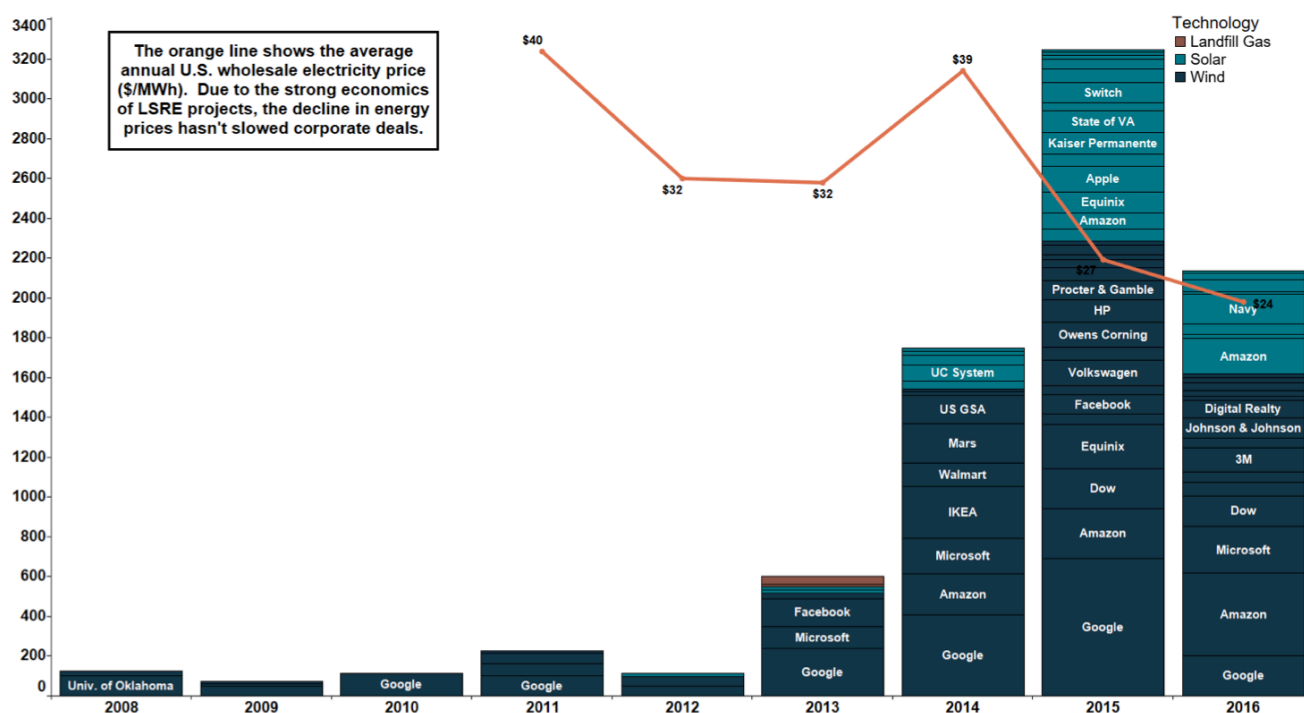 The orange line shows the average
annual U.S. wholesale electricity price
($/MWh). Due to the strong economics
of LSRE projects, the decline in energy
prices hasn't slowed corporate deals.
Technology
Landfill Gas
Solar
Wind
3400
3200
3000
2800
2600
2400
2200
2000
1800
1600
1400
1200
1000
800
600
400
200
0
$40
$32
$32
$39
$27
$24
Univ. of Oklahoma
Google
Google
Facebook
Microsoft
Google
UC System
US GSA
Mars
Walmart
IKEA
Microsoft
Amazon
Google
Switch
State of VA
Kaiser Permanente
Apple
Equinix
Amazon
Procter & Gamble
HP
Owens Corning
Volkswagen
Facebook
Equinix
Dow
Amazon
Google
Navy
Amazon
Digital Realty
Johnson & Johnson
3M
Dow
Microsoft
Amazon
Google
2008 2009 2010 2011 2012 2013 2014 2015 2016